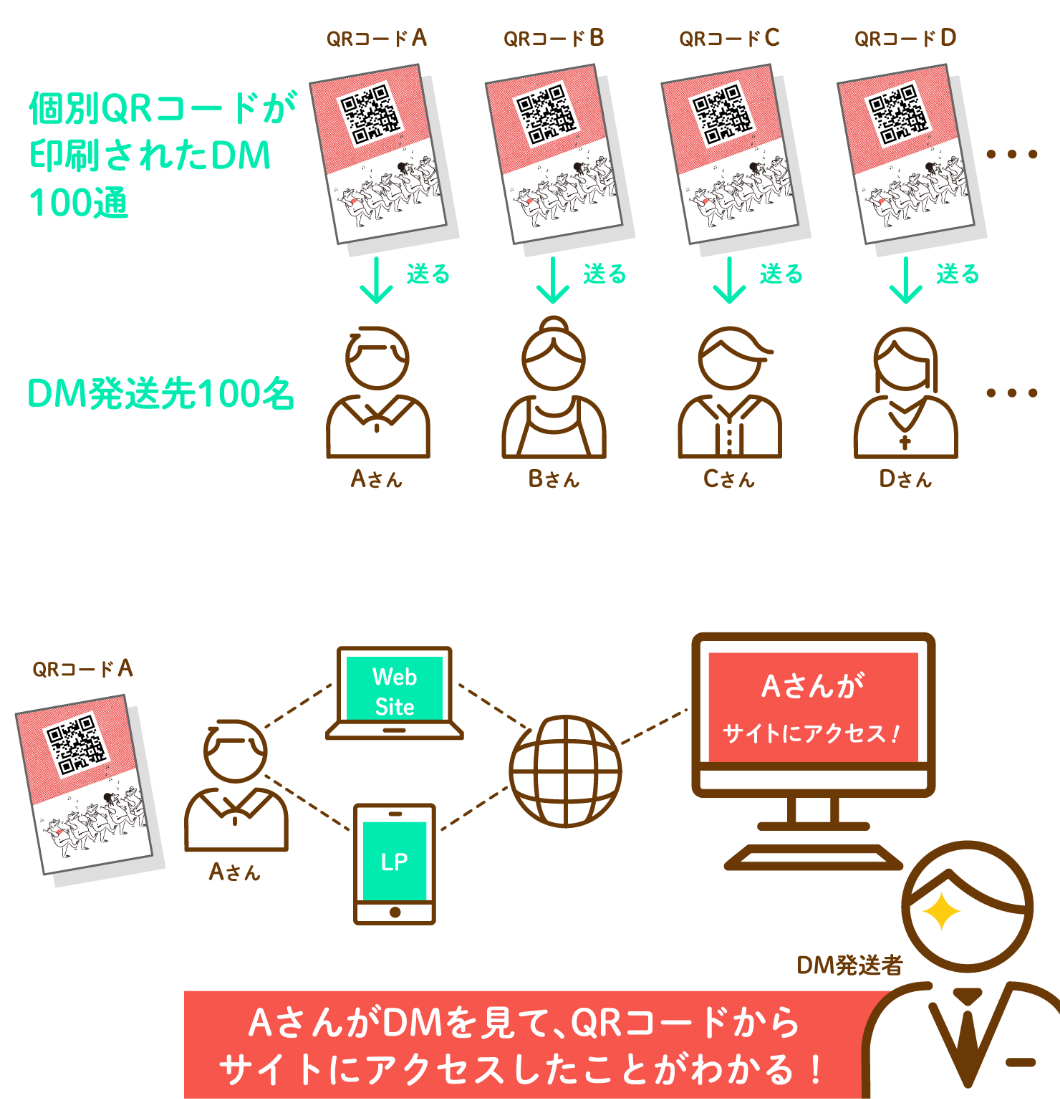 QRコードA
QRコードB
QRコードC
QRコードD
個別QRコードが
印刷されたDM
100通
送る
送る
送る
送る
DM発送先100名
Aさん
Bさん
Cさん
Dさん
QRコードA
Aさん
Web
Site
LP
Aさんが
サイトにアクセス！
DM発送者
AさんがDMを見て、QRコードから
サイトにアクセスしたことがわかる！